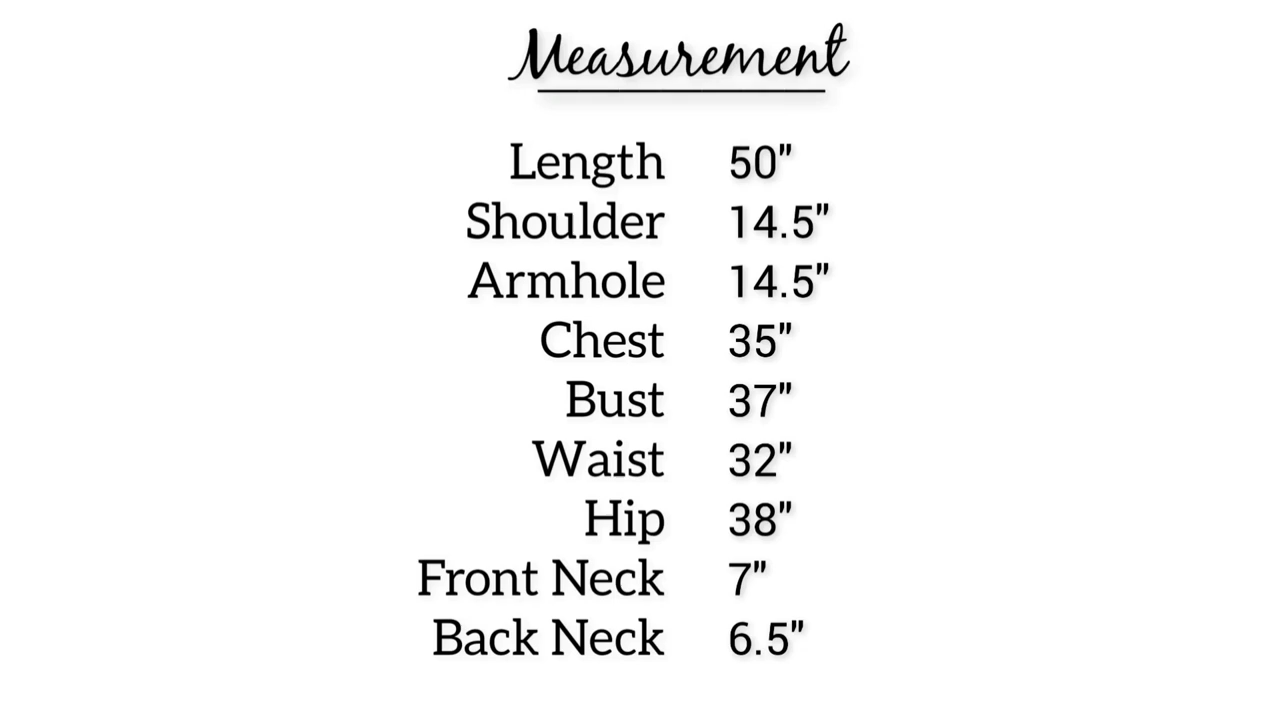 Measurement
Length 50"
Shoulder 14.5"
Armhole 14.5"
Chest 35"
Bust 37"
Waist 32"
Hip 38"
Front Neck 7"
Back Neck 6.5"